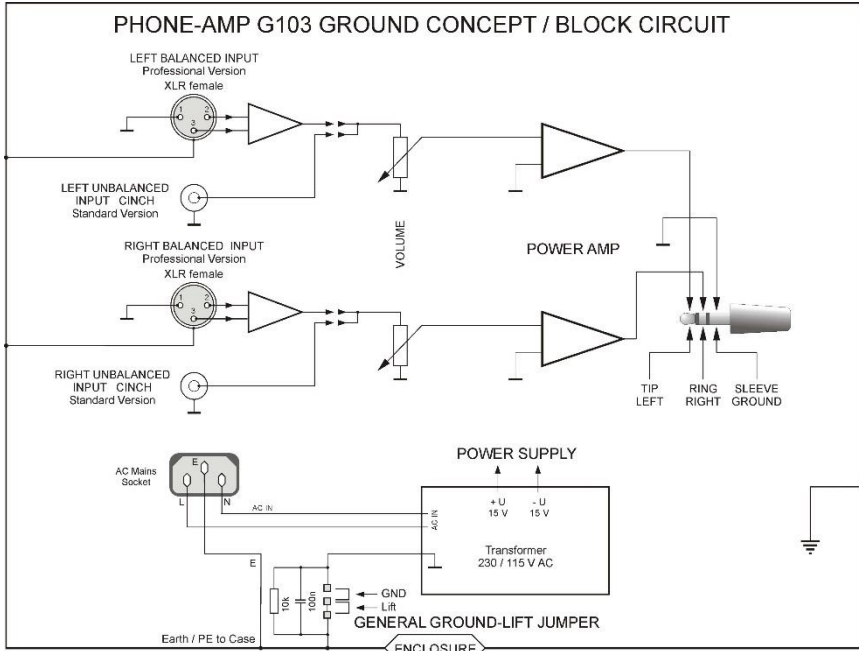 PHONE-AMP G103 GROUND CONCEPT / BLOCK CIRCUIT
LEFT BALANCED INPUT
Professional Version
XLR female
1
2
3
LEFT UNBALANCED
INPUT CINCH
Standard Version
RIGHT BALANCED INPUT
Professional Version
XLR female
1
2
3
RIGHT UNBALANCED
INPUT CINCH
Standard Version
VOLUME
POWER AMP
TIP
LEFT
RING
RIGHT
SLEEVE
GROUND
AC Mains
Socket
E
L
N
AC IN
E
POWER SUPPLY
+ U
15 V
- U
15 V
AC IN
Transformer
230 / 115 V AC
10k
100n
GND
Lift
GENERAL GROUND-LIFT JUMPER
Earth / PE to Case
ENCLOSURE